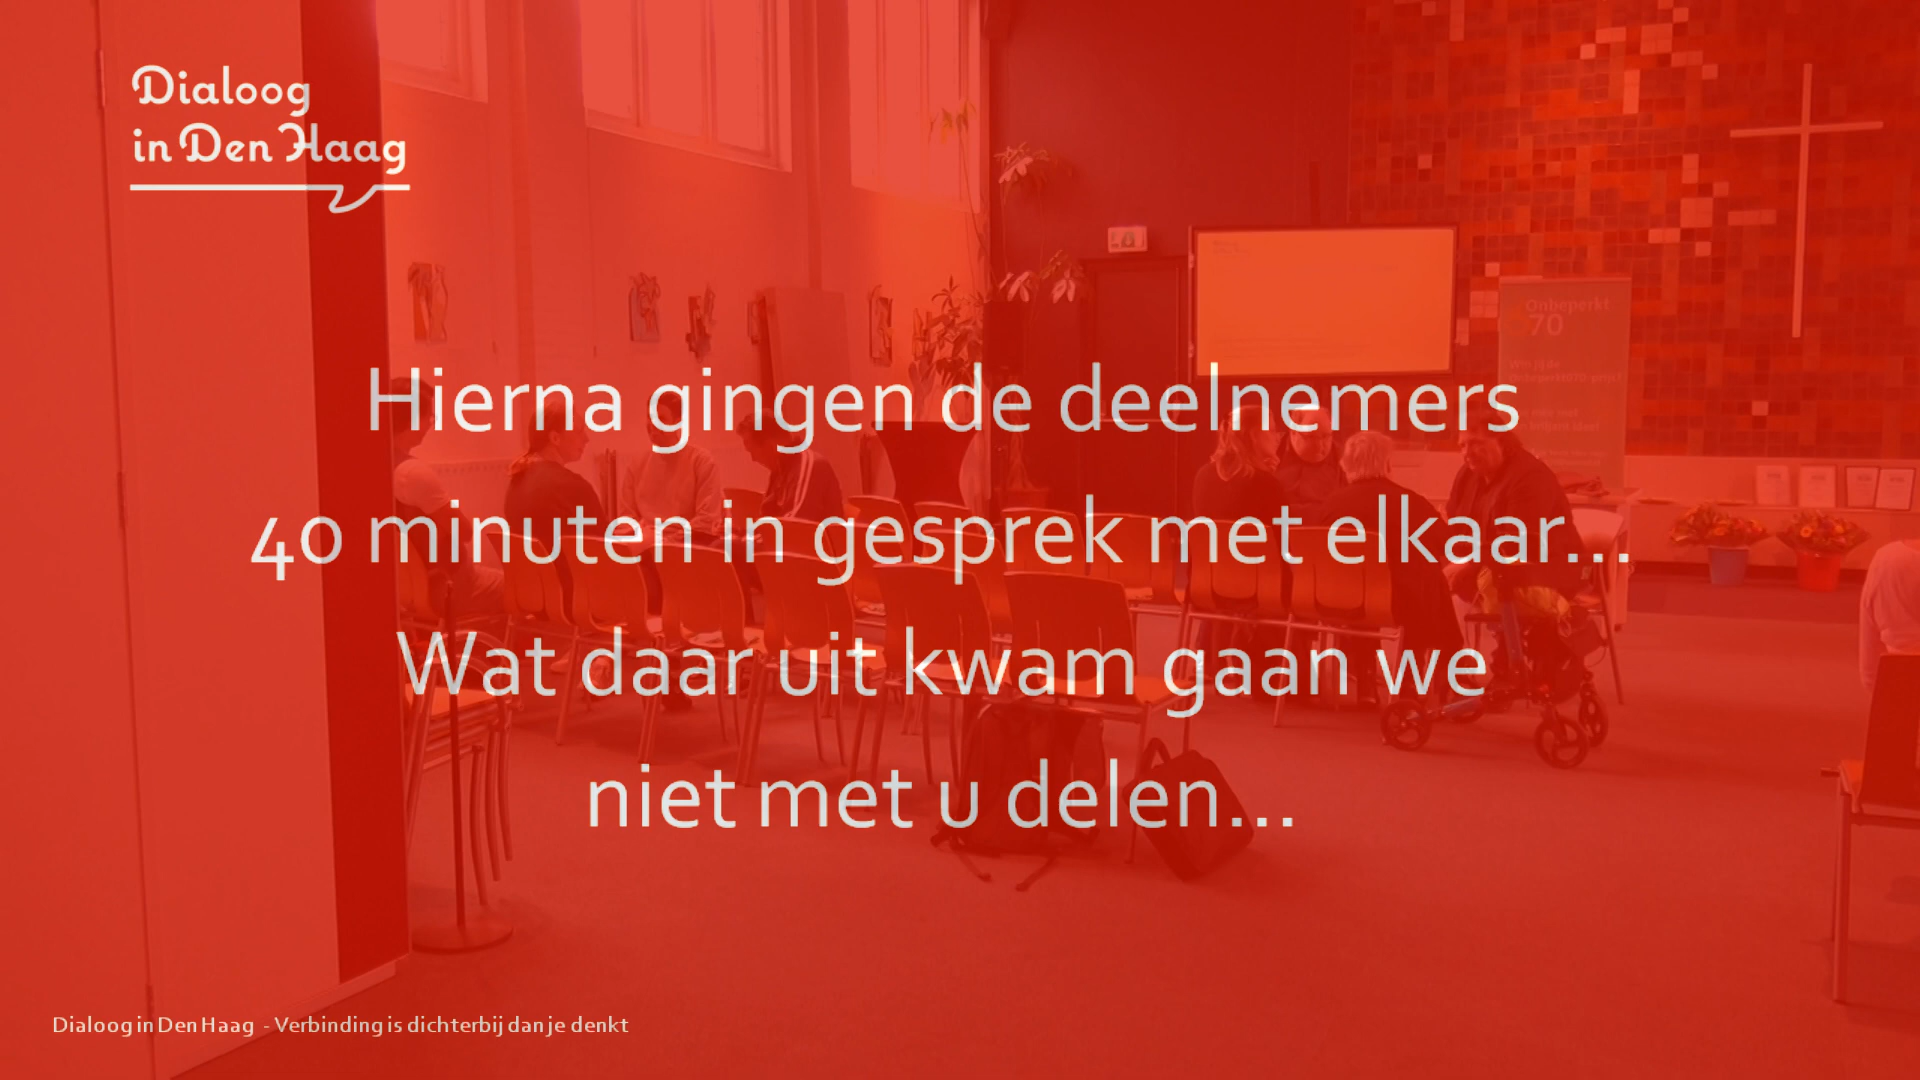 Dialoog
in Den Haag
Onbeperkt
70
Hierna gingen de deelnemers
40 minuten in gesprek met elkaar...
Wat daar uit kwam gaan we
niet met u delen...
Dialoog in Den Haag - Verbinding is dichterbij dan je denkt